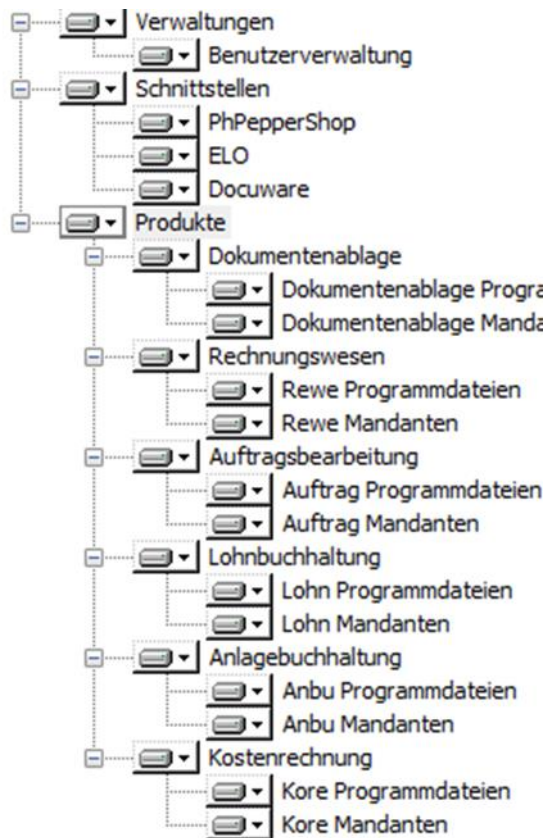 Verwaltungen
Benutzerverwaltung
Schnittstellen
PhPepperShop
ELO
Docuware
Produkte
Dokumentenablage
Dokumentenablage Progra
Dokumentenablage Manda
Rechnungswesen
Rewe Programmdateien
Rewe Mandanten
Auftragsbearbeitung
Auftrag Programmdateien
Auftrag Mandanten
Lohnbuchhaltung
Lohn Programmdateien
Lohn Mandanten
Anlagebuchhaltung
Anbu Programmdateien
Anbu Mandanten
Kostenrechnung
Kore Programmdateien
Kore Mandanten